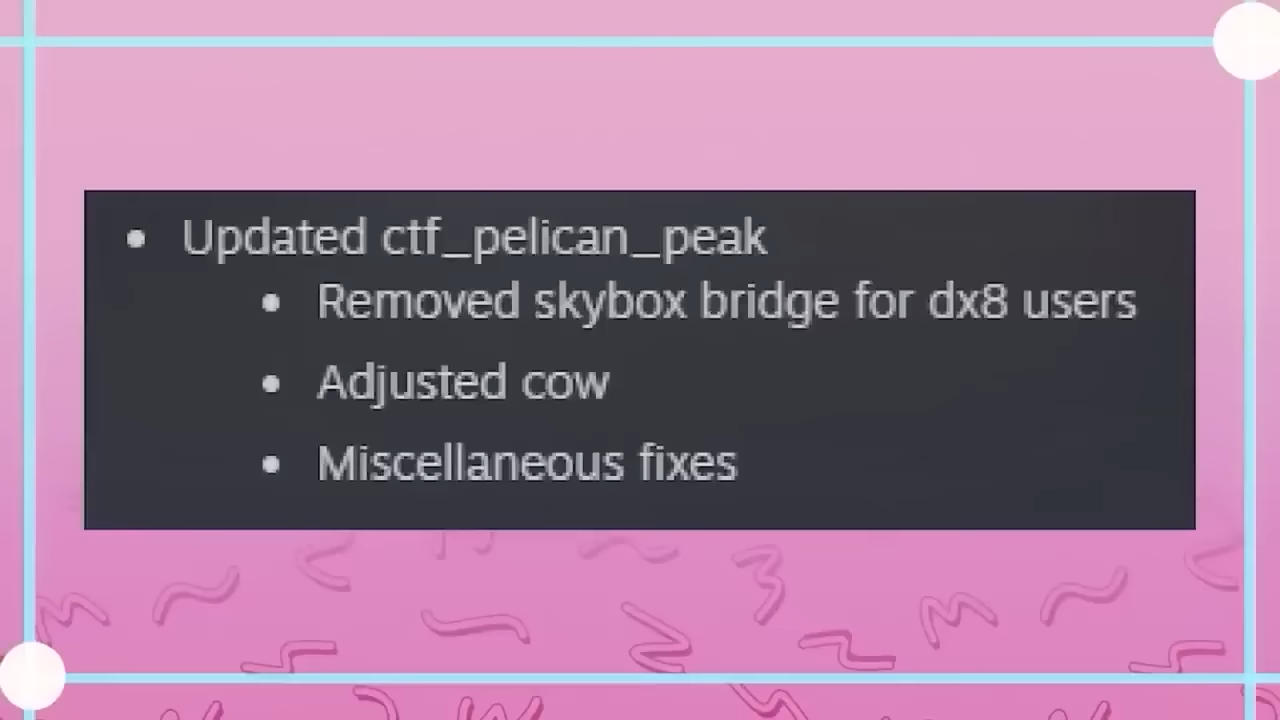 Updated ctf_pelican_peak
Removed skybox bridge for dx8 users
Adjusted cow
Miscellaneous fixes